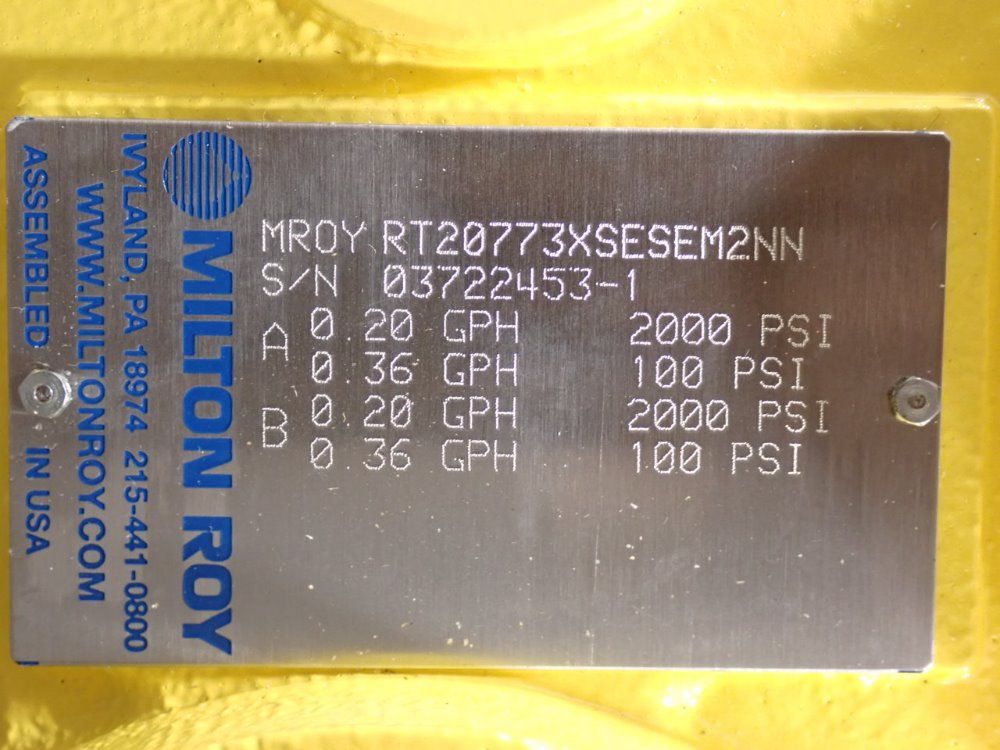 MROY RT20773XSESEM2NN
S/N 03722453-1
A 0.20 GPH 2000 PSI
0.36 GPH 100 PSI
B 0.20 GPH 2000 PSI
0.36 GPH 100 PSI
MILTON ROY
IVYLAND, PA 18974 215-441-0800
WWW.MILTONROY.COM
ASSEMBLED IN USA